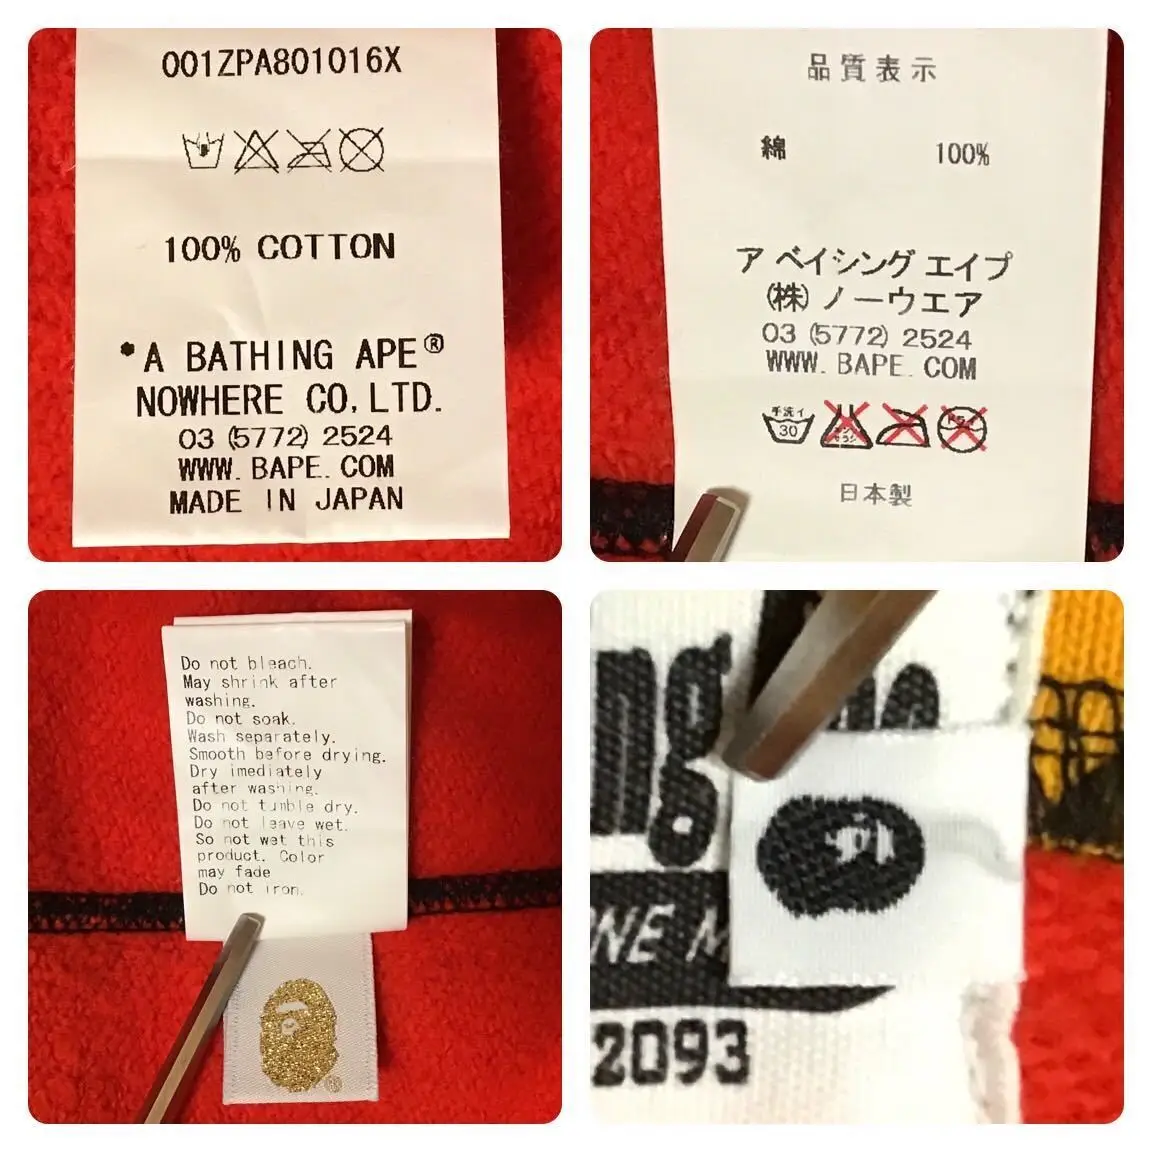 001ZPA801016X
100% COTTON
A BATHING APE®
NOWHERE CO, LTD.
03 (5772) 2524
WWW. BAPE. COM
MADE IN JAPAN
品質表示
綿 100%
ア ベイシング エイプ
(株) ノーウエア
03 (5772) 2524
WWW. BAPE. COM
手洗イ
30
日本製
Do not bleach.
May shrink after
washing.
Do not soak.
Wash separately.
Smooth before drying.
Dry imediately
after washing.
Do not tumble dry.
Do not leave wet.
So not wet this
product. Color
may fade
Do not iron.
®
NE M
2093